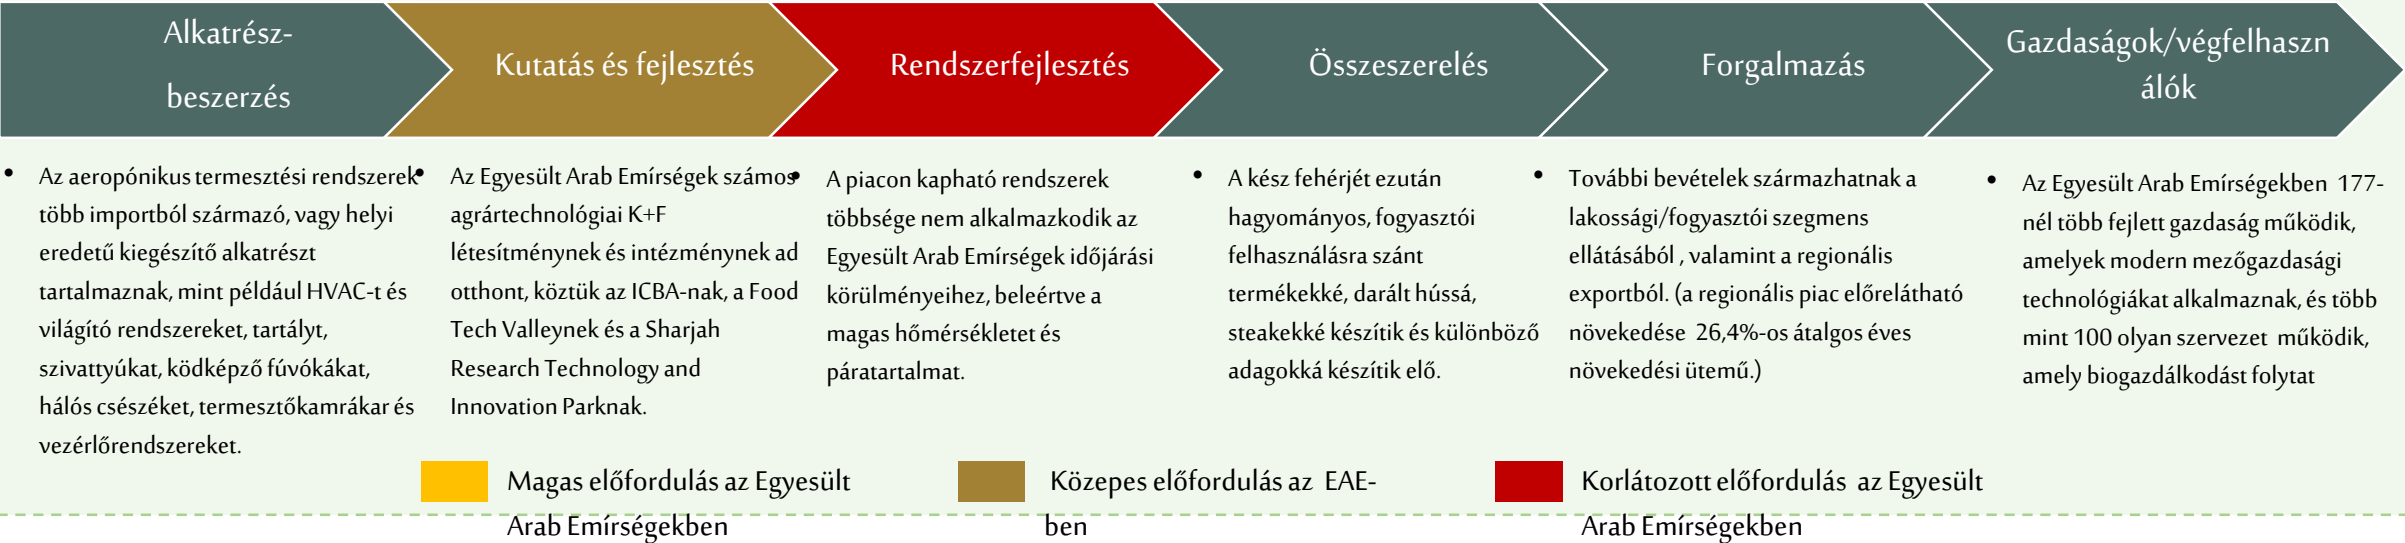 Alkatrész-
beszerzés
Kutatás és fejlesztés
Rendszerfejlesztés
Összeszerelés
Forgalmazás
Gazdaságok/végfelhaszn
álók
• Az aeropónikus termesztési rendszerek
több importból származó, vagy helyi
eredetű kiegészítő alkatrészt
tartalmaznak, mint például HVAC-t és
világító rendszereket, tartályt,
szivattyúkat, ködképző fúvókákat,
hálós csészéket, termesztőkamrákar és
vezérlőrendszereket.
• Az Egyesült Arab Emírségek számos
agrártechnológiai K+F
létesítménynek és intézménynek ad
otthont, köztük az ICBA-nak, a Food
Tech Valleynek és a Sharjah
Research Technology and
Innovation Parknak.
• A piacon kapható rendszerek
többsége nem alkalmazkodik az
Egyesült Arab Emírségek időjárási
körülményeihez, beleértve a
magas hőmérsékletet és
páratartalmat.
• A kész fehérjét ezután
hagyományos, fogyasztói
felhasználásra szánt
termékekké, darált hússá,
steakekké készítik és különböző
adagokká készítik elő.
• További bevételek származhatnak a
lakossági/fogyasztói szegmens
ellátásából , valamint a regionális
exportból. (a regionális piac előrelátható
növekedése 26,4%-os átalgos éves
növekedési ütemű.)
• Az Egyesült Arab Emírségekben 177-
nél több fejlett gazdaság működik,
amelyek modern mezőgazdasági
technológiákat alkalmaznak, és több
mint 100 olyan szervezet működik,
amely biogazdálkodást folytat
Magas előfordulás az Egyesült
Arab Emírségekben
Közepes előfordulás az EAE-
ben
Korlátozott előfordulás az Egyesült
Arab Emírségekben